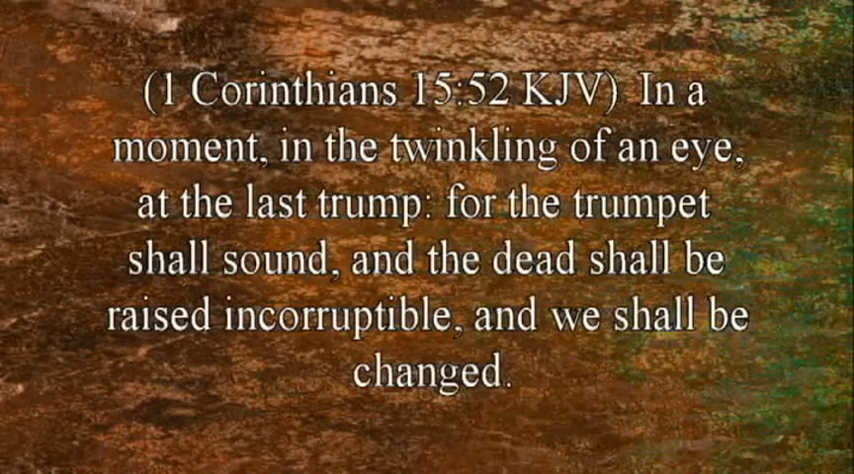 (1 Corinthians 15:52 KJV)  In a
moment, in the twinkling of an eye,
at the last trump: for the trumpet
shall sound, and the dead shall be
raised incorruptible, and we shall be
changed.